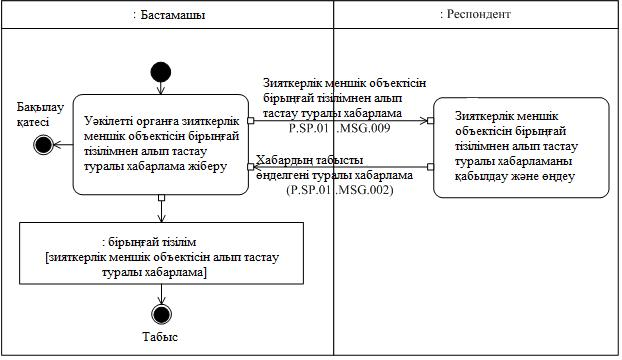 : Бастамашы
: Респондент
Бақылау
қатесі
Уәкілетті органға зияткерлік
меншік объектісін бірыңғай
тізілімнен алып тастау
туралы хабарлама жіберу
Зияткерлік меншік объектісін
бірыңғай тізілімнен алып
тастау туралы хабарлама
P.SP.01 .MSG.009
Хабардың табысты
өңделгені туралы хабарлама
(P.SP.01 .MSG.002)
Зияткерлік меншік
объектісін бірыңғай
тізілімнен алып тастау
туралы хабарламаны
қабылдау және өңдеу
: бірыңғай тізілім
[зияткерлік меншік объектісін алып тастау
туралы хабарлама]
Табыс